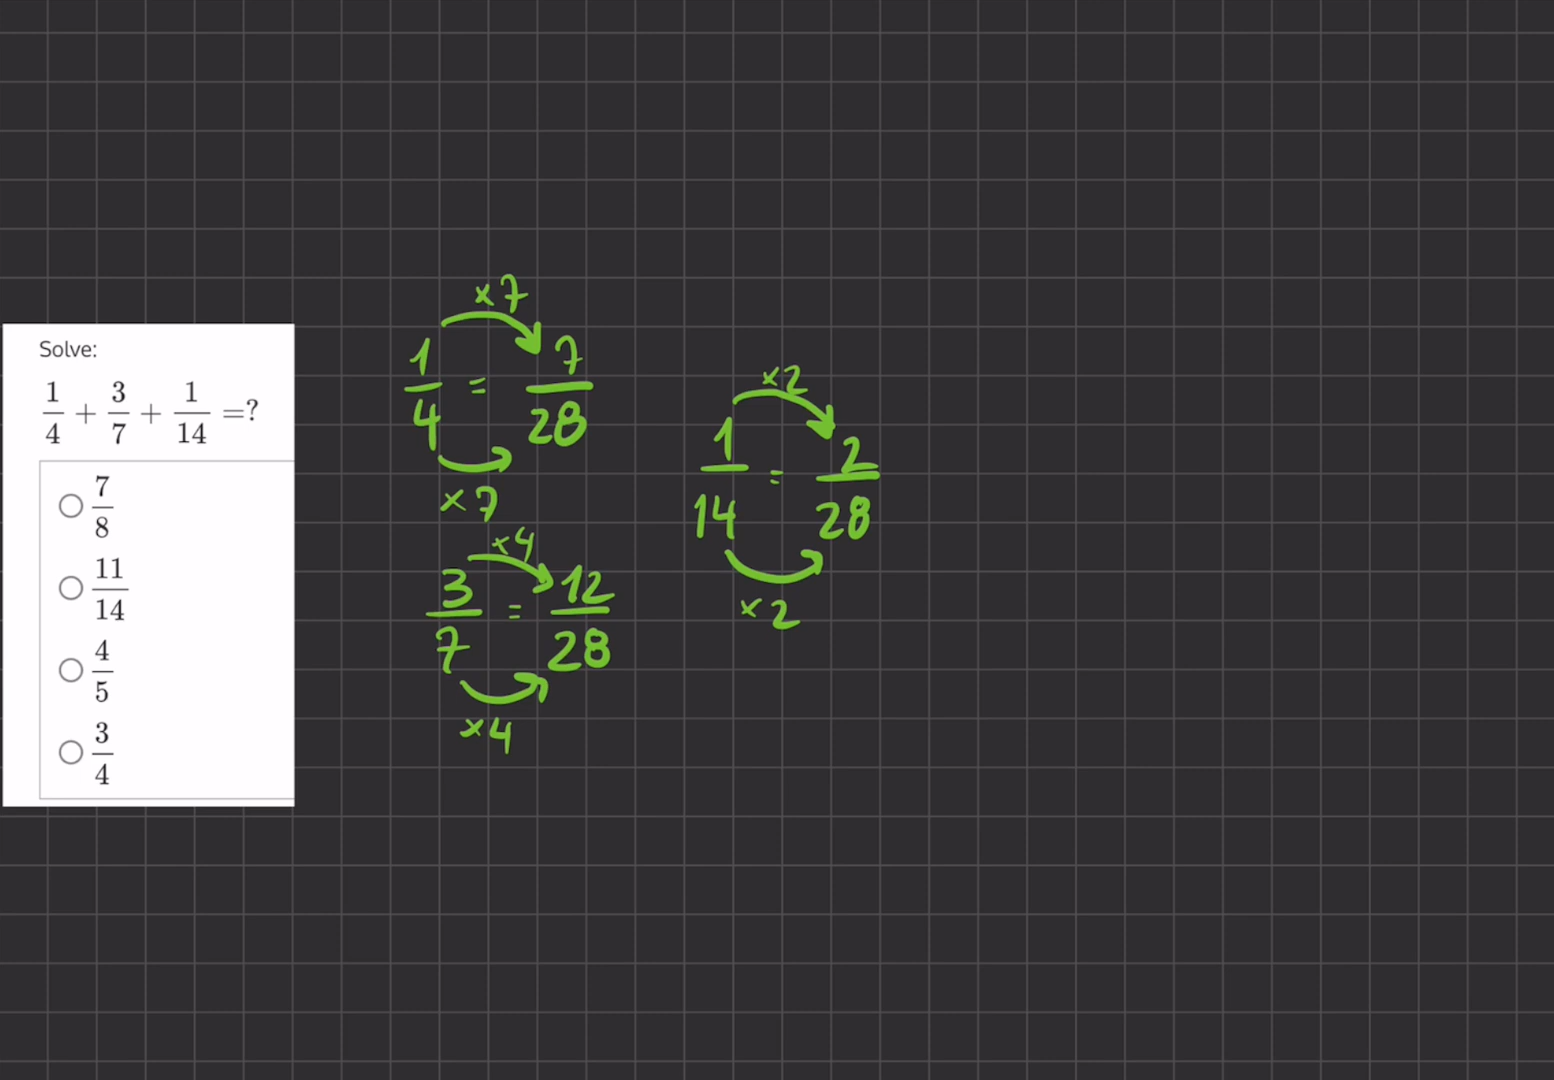 Solve:
1/4 + 3/7 + 1/14 =?
7/8
11/14
4/5
3/4
×7
1/4 = 7/28
×7
×4
3/7 = 12/28
×4
×2
1/14 = 2/28
×2